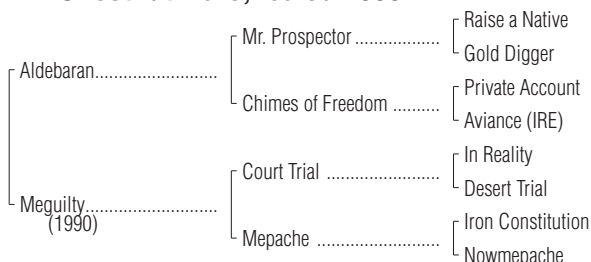 Raise a Native
Mr. Prospector ..................
Gold Digger
Aldebaran..........................
Private Account
Chimes of Freedom ..........
Aviance (IRE)
In Reality
Court Trial ........................
Desert Trial
Meguilty............................
(1990)
Iron Constitution
Mepache ..........................
Nowmepache